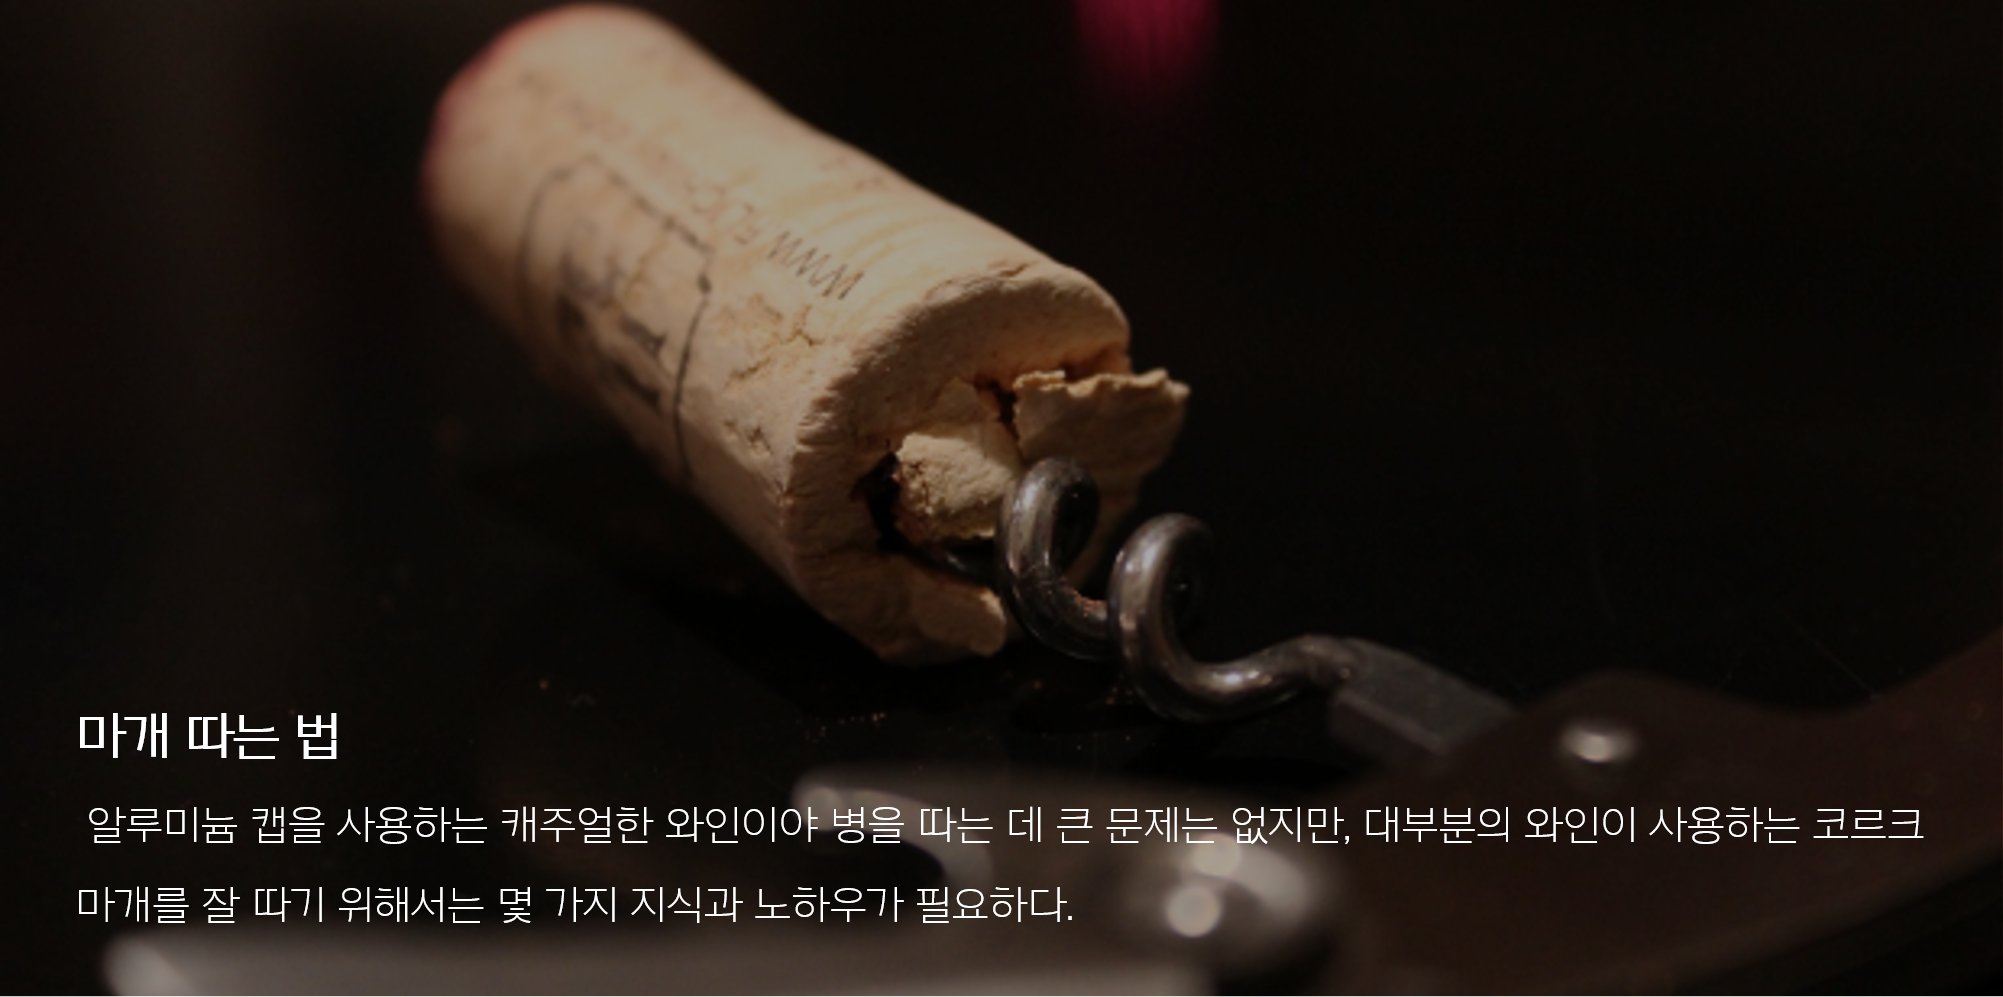 WWW
마개 따는 법
알루미늄 캡을 사용하는 캐주얼한 와인이야 병을 따는 데 큰 문제는 없지만, 대부분의 와인이 사용하는 코르크
마개를 잘 따기 위해서는 몇 가지 지식과 노하우가 필요하다.